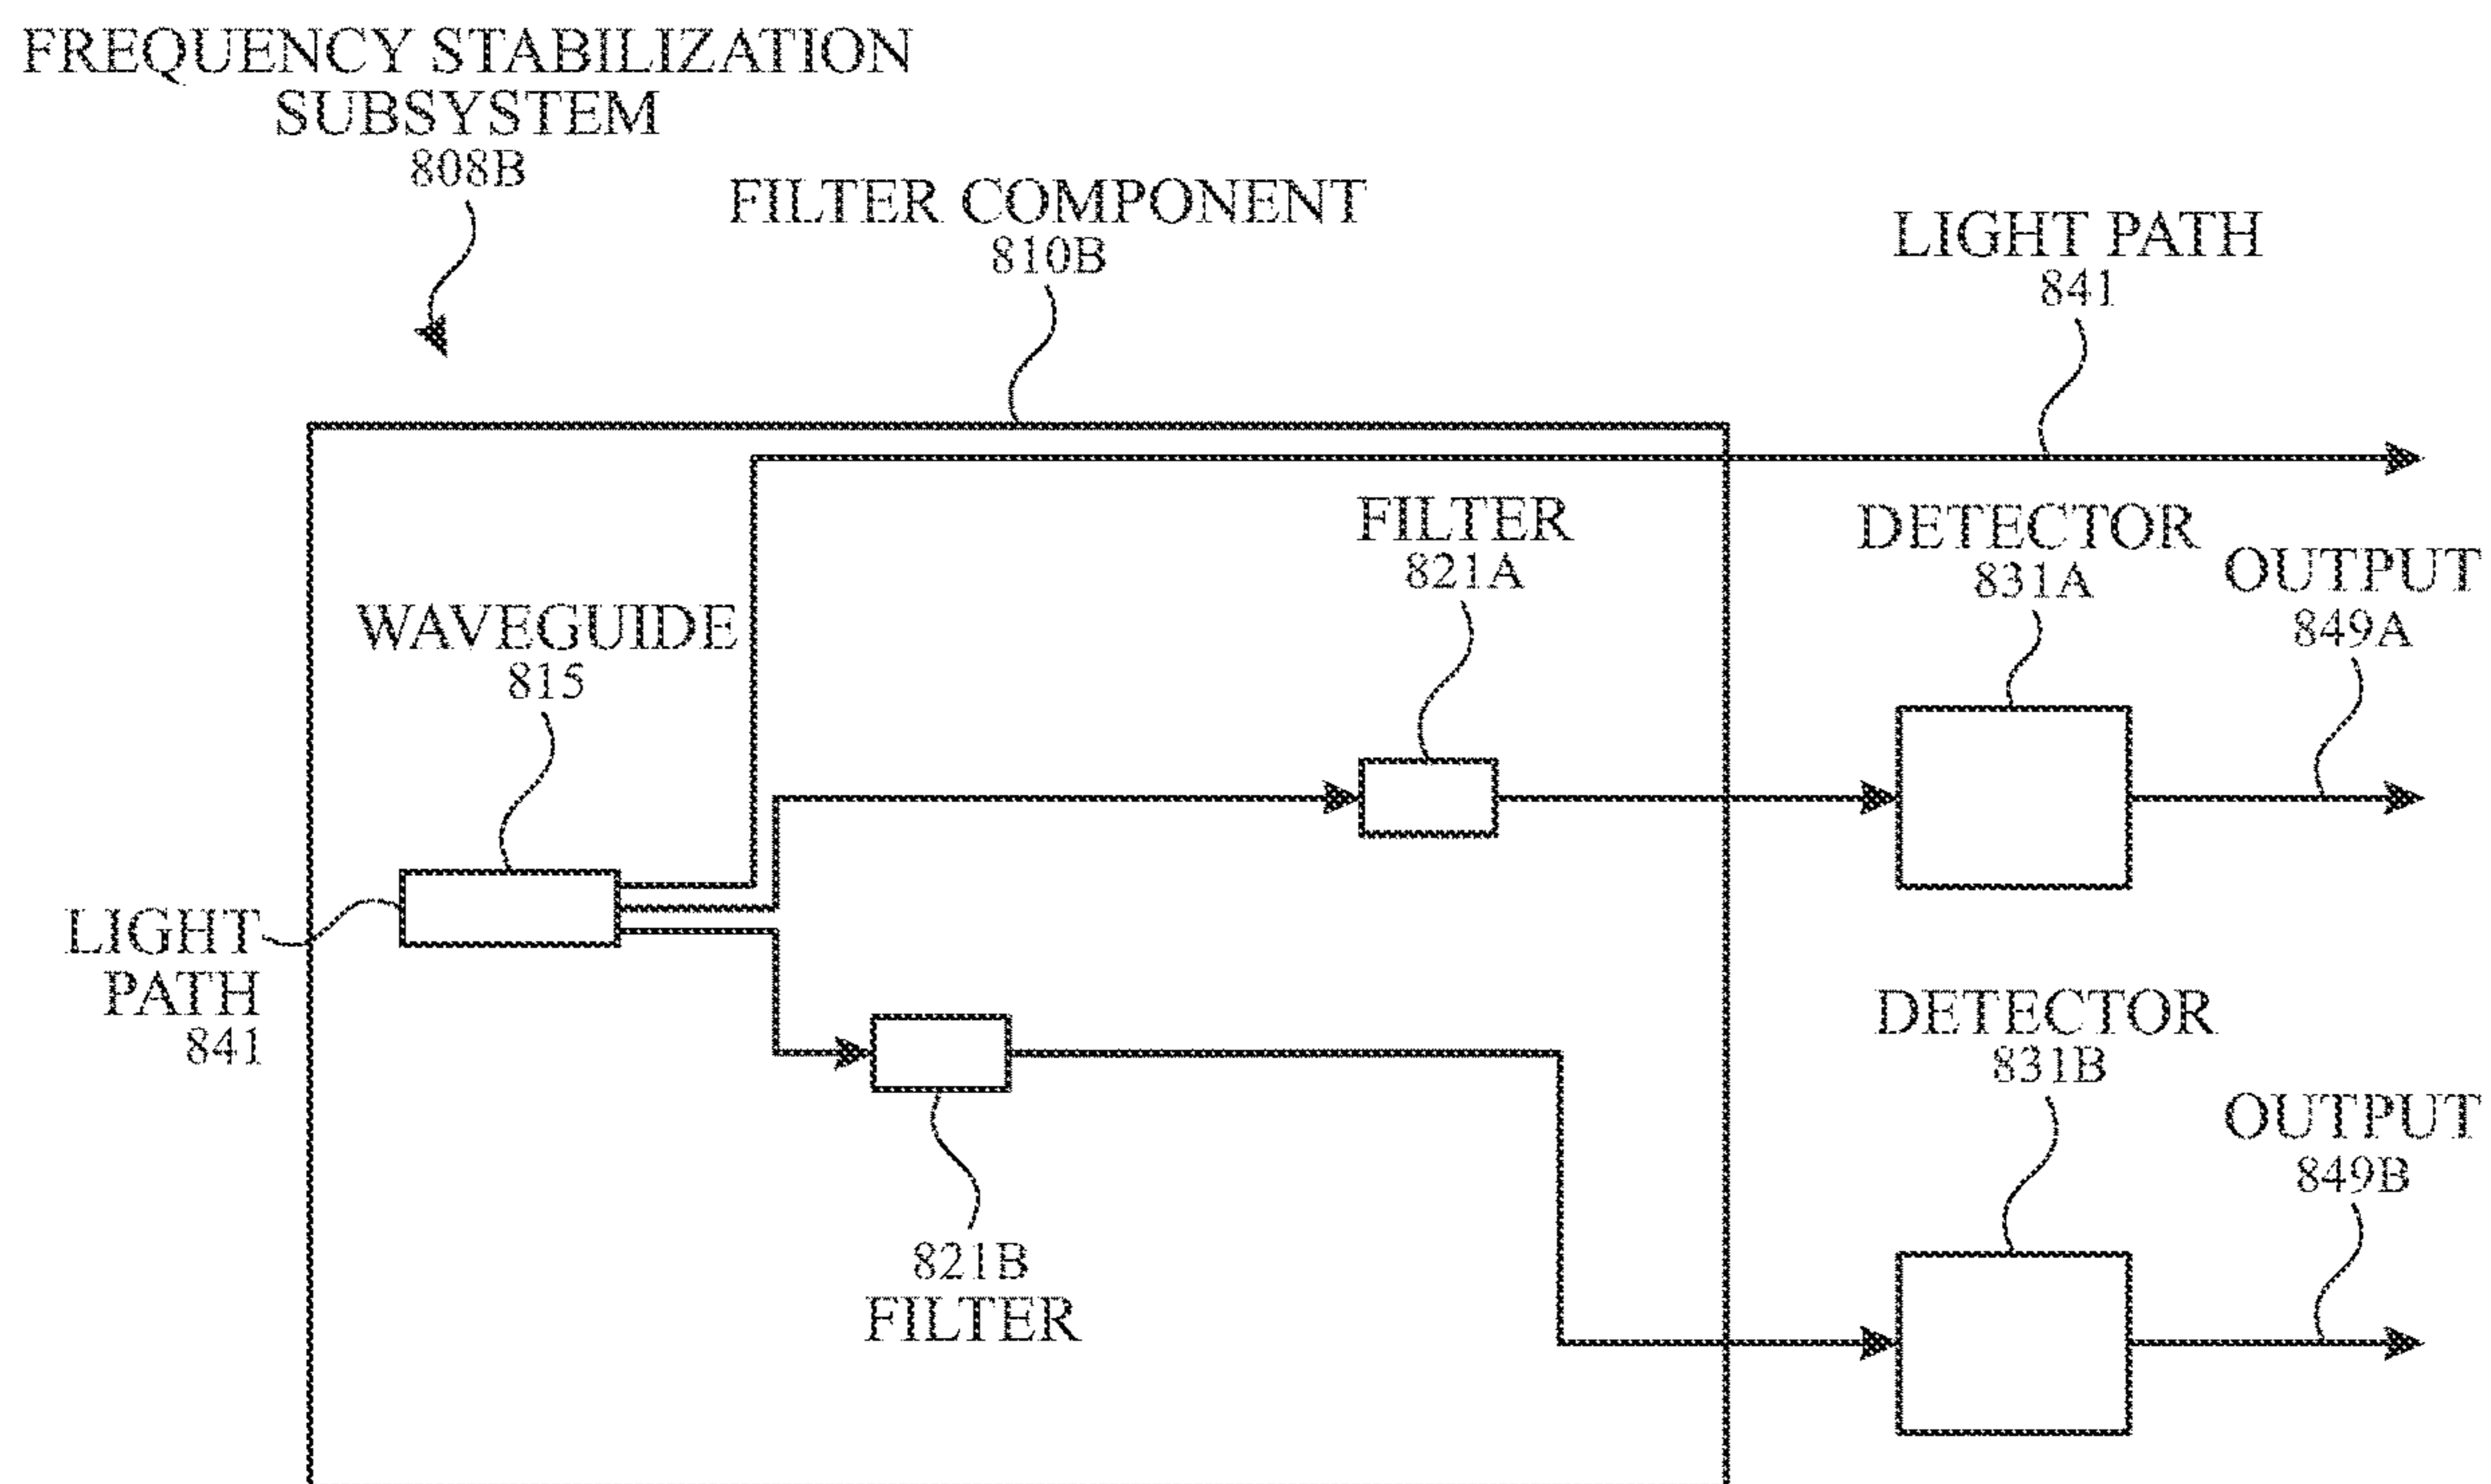 FREQUENCY STABILIZATION
SUBSYSTEM
808B
FILTER COMPONENT
810B
LIGHT PATH
841
FILTER
821A
DETECTOR
831A
OUTPUT
849A
WAVEGUIDE
815
LIGHT
PATH
841
DETECTOR
831B
OUTPUT
849B
821B
FILTER